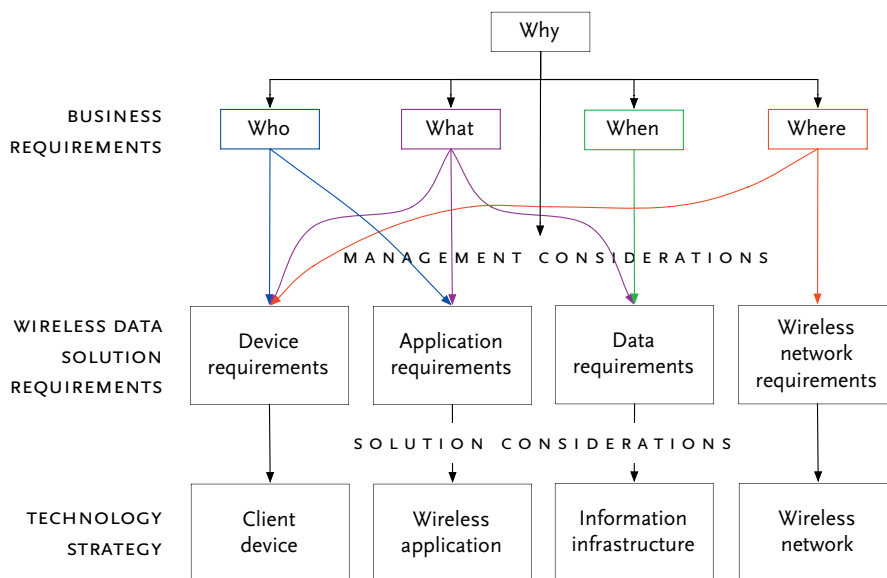 Why
BUSINESS
REQUIREMENTS
Who
What
When
Where
MANAGEMENT CONSIDERATIONS
WIRELESS DATA
SOLUTION
REQUIREMENTS
Device
requirements
Application
requirements
Data
requirements
Wireless
network
requirements
SOLUTION CONSIDERATIONS
TECHNOLOGY
STRATEGY
Client
device
Wireless
application
Information
infrastructure
Wireless
network